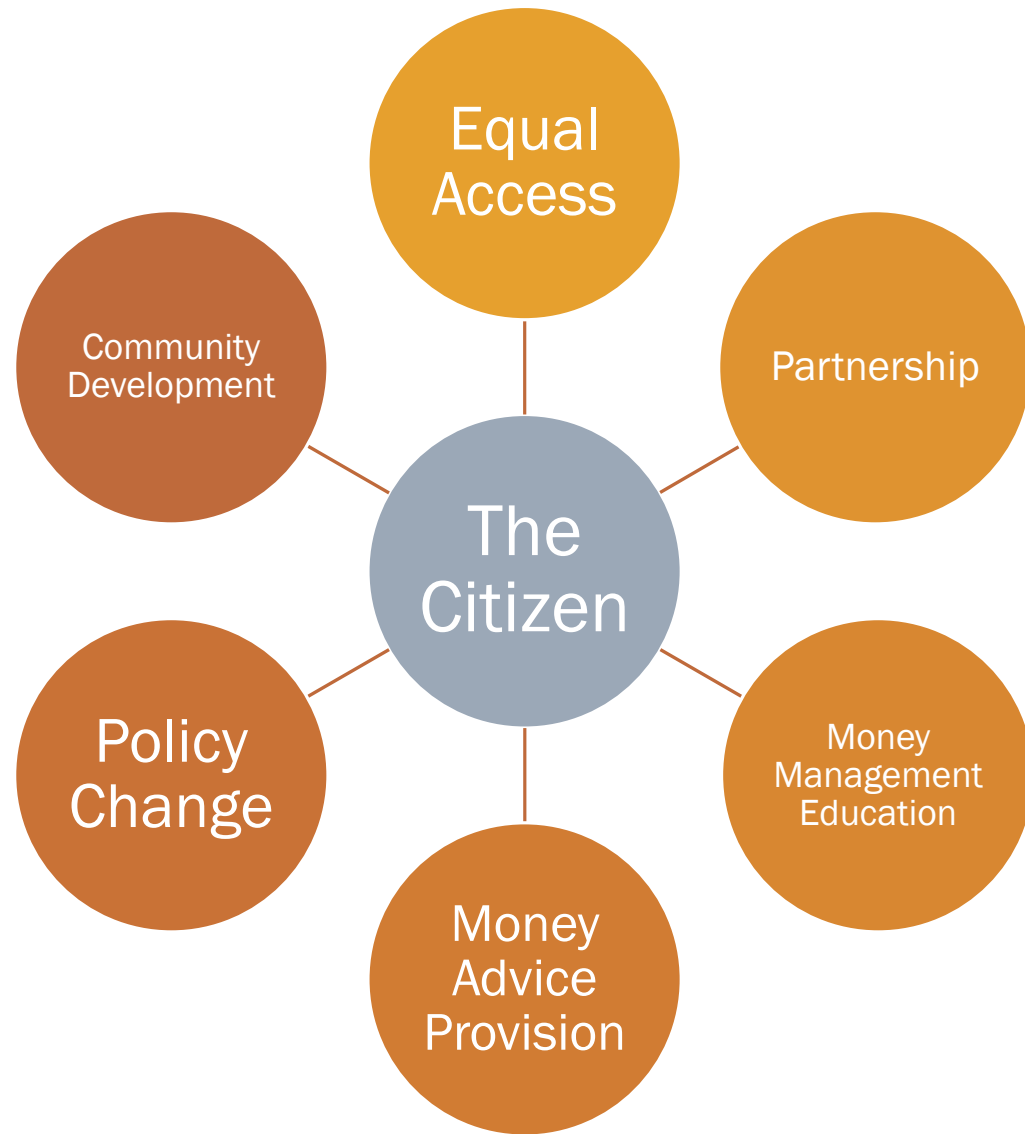 Equal
Access
Partnership
Money
Management
Education
Money
Advice
Provision
Policy
Change
Community
Development
The
Citizen